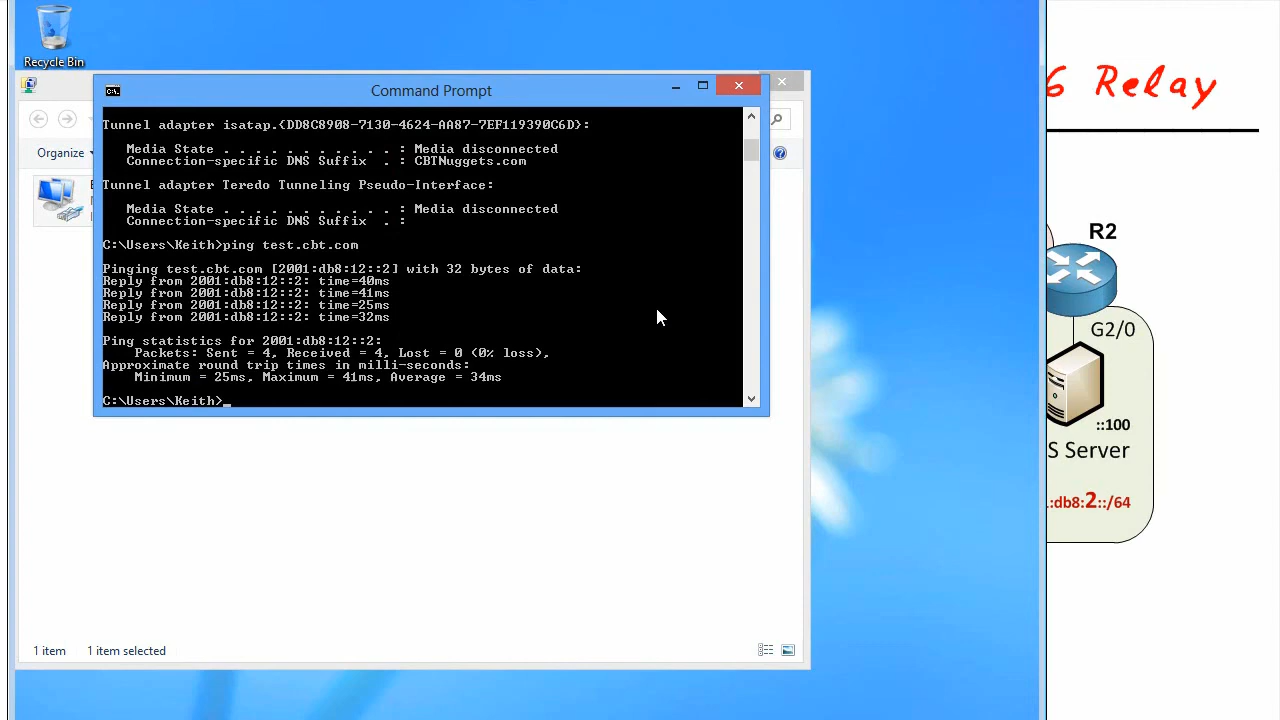 Recycle Bin
Command Prompt
Organize
Tunnel adapter isatap.{DD8C8908-7130-4624-AA87-7EF119390C6D}:
Media State . . . . . . . . . . . : Media disconnected
Connection-specific DNS Suffix . : CBTNuggets.com
Tunnel adapter Teredo Tunneling Pseudo-Interface:
Media State . . . . . . . . . . . : Media disconnected
Connection-specific DNS Suffix . :
C:\Users\Keith>ping test.cbt.com
Pinging test.cbt.com [2001:db8:12::2] with 32 bytes of data:
Reply from 2001:db8:12::2: time=40ms
Reply from 2001:db8:12::2: time=41ms
Reply from 2001:db8:12::2: time=25ms
Reply from 2001:db8:12::2: time=32ms
Ping statistics for 2001:db8:12::2:
Packets: Sent = 4, Received = 4, Lost = 0 (0% loss),
Approximate round trip times in milli-seconds:
Minimum = 25ms, Maximum = 41ms, Average = 34ms
C:\Users\Keith>_
1 item 1 item selected
6 Relay
R2
G2/0
::100
S Server
:db8:2::/64